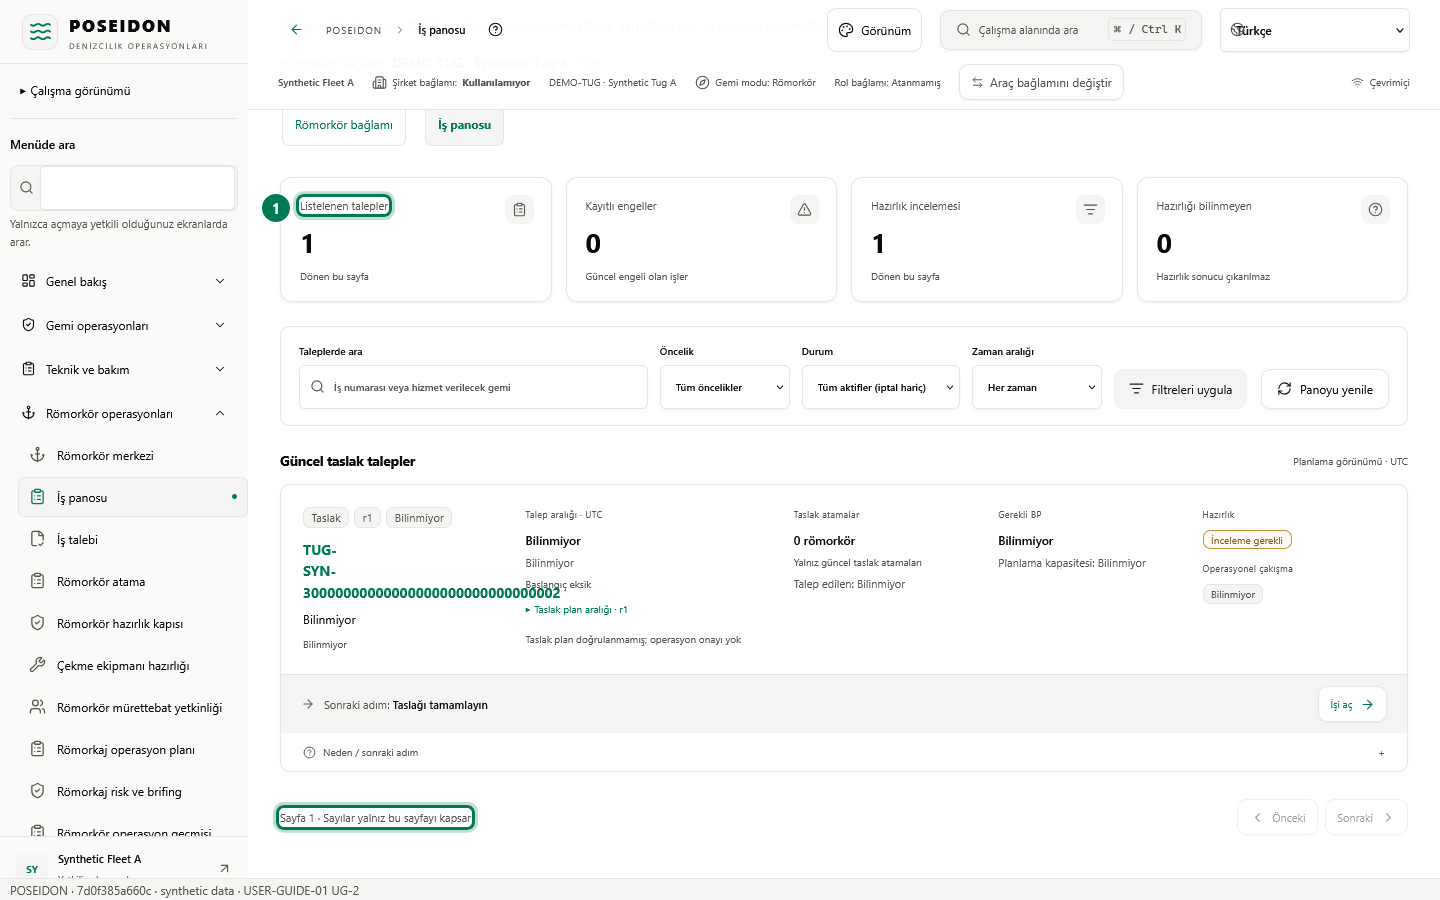 POSEIDON
DENİZCİLİK OPERASYONLARI
Çalışma görünümü
Menüde ara
Yalnızca açmaya yetkili olduğunuz ekranlarda
arar.
Genel bakış
Gemi operasyonları
Teknik ve bakım
Römorkör operasyonları
Römorkör merkezi
İş panosu
İş talebi
Römorkör atama
Römorkör hazırlık kapısı
Çekme ekipmanı hazırlığı
Römorkör mürettebat yetkinliği
Römorkaj operasyon planı
Römorkaj risk ve brifing
Römorkör operasyon geçmişi
SY
Synthetic Fleet A
POSEIDON
İş panosu
Görünüm
Çalışma alanında ara
⌘ / Ctrl K
Türkçe
Synthetic Fleet A
Şirket bağlamı: Kullanılamıyor
DEMO-TUG · Synthetic Tug A
Gemi modu: Römorkör
Rol bağlamı: Atanmamış
Araç bağlamını değiştir
Çevrimiçi
Römorkör bağlamı
İş panosu
1
Listelenen talepler
1
Dönen bu sayfa
Kayıtlı engeller
0
Güncel engeli olan işler
Hazırlık incelemesi
1
Dönen bu sayfa
Hazırlığı bilinmeyen
0
Hazırlık sonucu çıkarılmaz
Taleplerde ara
İş numarası veya hizmet verilecek gemi
Öncelik
Tüm öncelikler
Durum
Tüm aktifler (iptal hariç)
Zaman aralığı
Her zaman
Filtreleri uygula
Panoyu yenile
Güncel taslak talepler
Planlama görünümü · UTC
Taslak
r1
Bilinmiyor
TUG-
SYN-
30000000000000000000000000000002
Bilinmiyor
Bilinmiyor
Talep aralığı · UTC
Bilinmiyor
Bilinmiyor
Başlangıç eksik
Taslak plan aralığı · r1
Taslak plan doğrulanmamış; operasyon onayı yok
Taslak atamalar
0 römorkör
Yalnız güncel taslak atamaları
Talep edilen: Bilinmiyor
Gerekli BP
Bilinmiyor
Planlama kapasitesi: Bilinmiyor
Hazırlık
İnceleme gerekli
Operasyonel çakışma
Bilinmiyor
Sonraki adım: Taslağı tamamlayın
İşi aç
Neden / sonraki adım
+
Sayfa 1 · Sayılar yalnız bu sayfayı kapsar
Önceki
Sonraki
POSEIDON · 7d0f385a660c · synthetic data · USER-GUIDE-01 UG-2